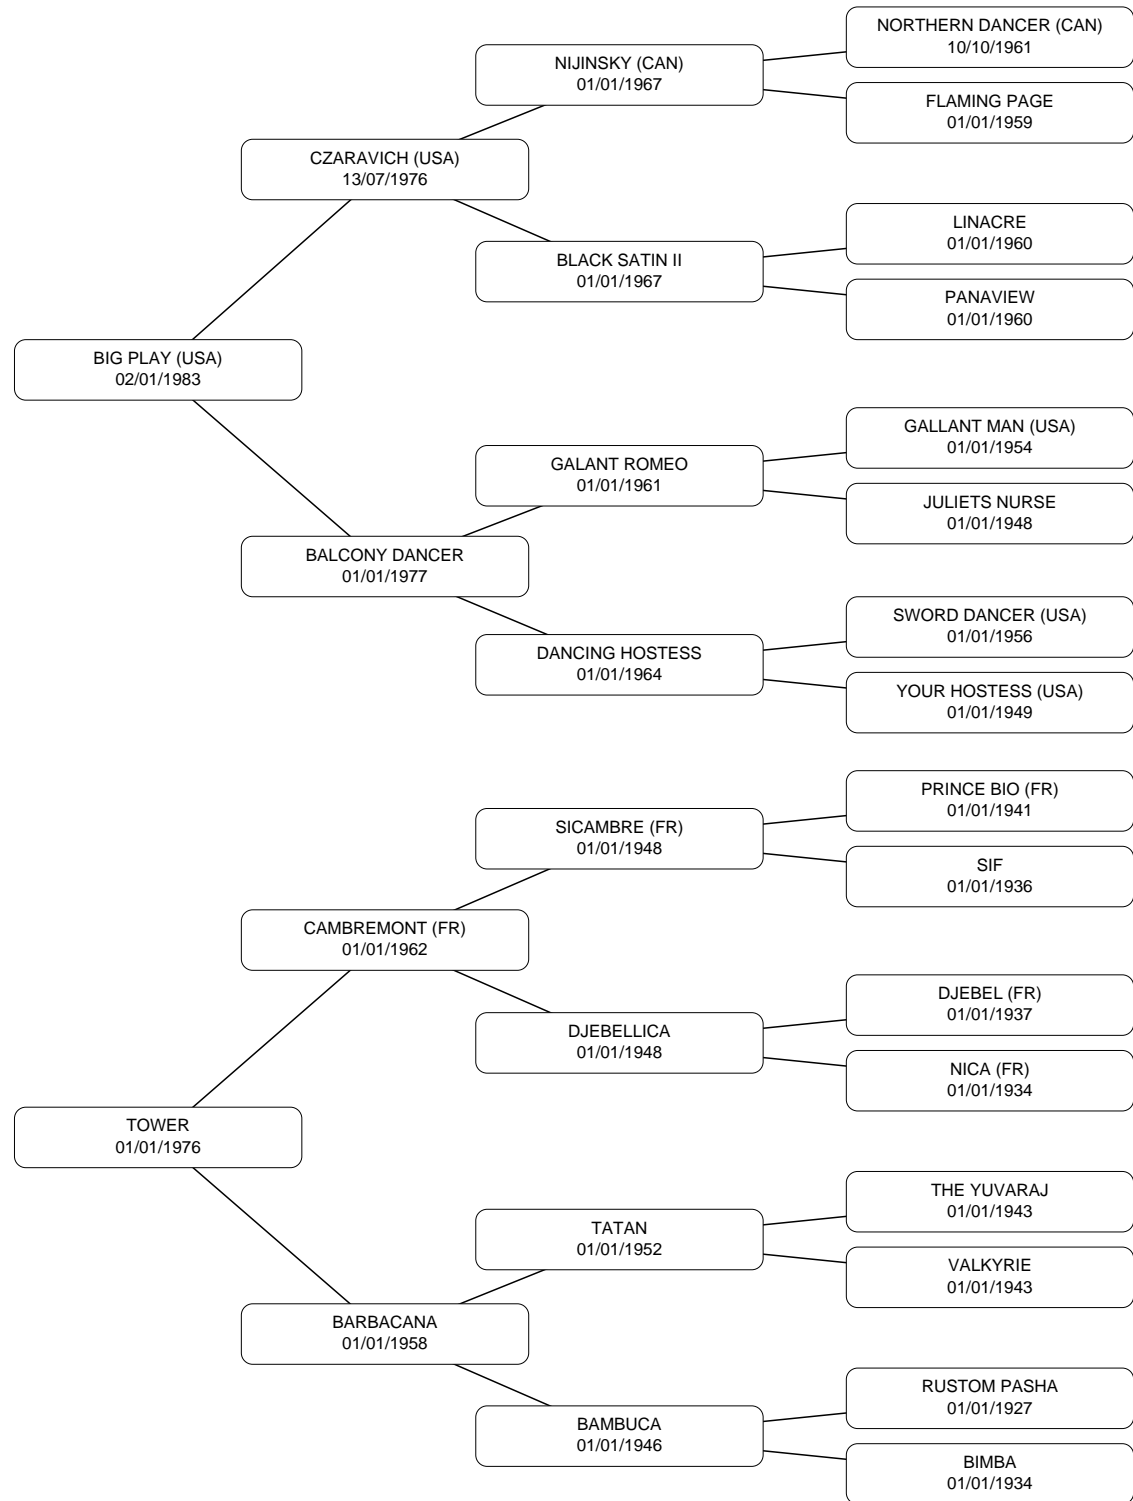 NORTHERN DANCER (CAN)
10/10/1961
NIJINSKY (CAN)
01/01/1967
FLAMING PAGE
01/01/1959
CZARAVICH (USA)
13/07/1976
LINACRE
01/01/1960
BLACK SATIN II
01/01/1967
PANAVIEW
01/01/1960
BIG PLAY (USA)
02/01/1983
GALLANT MAN (USA)
01/01/1954
GALANT ROMEO
01/01/1961
JULIETS NURSE
01/01/1948
BALCONY DANCER
01/01/1977
SWORD DANCER (USA)
01/01/1956
DANCING HOSTESS
01/01/1964
YOUR HOSTESS (USA)
01/01/1949
PRINCE BIO (FR)
01/01/1941
SICAMBRE (FR)
01/01/1948
SIF
01/01/1936
CAMBREMONT (FR)
01/01/1962
DJEBEL (FR)
01/01/1937
DJEBELLICA
01/01/1948
NICA (FR)
01/01/1934
TOWER
01/01/1976
THE YUVARAJ
01/01/1943
TATAN
01/01/1952
VALKYRIE
01/01/1943
BARBACANA
01/01/1958
RUSTOM PASHA
01/01/1927
BAMBUCA
01/01/1946
BIMBA
01/01/1934